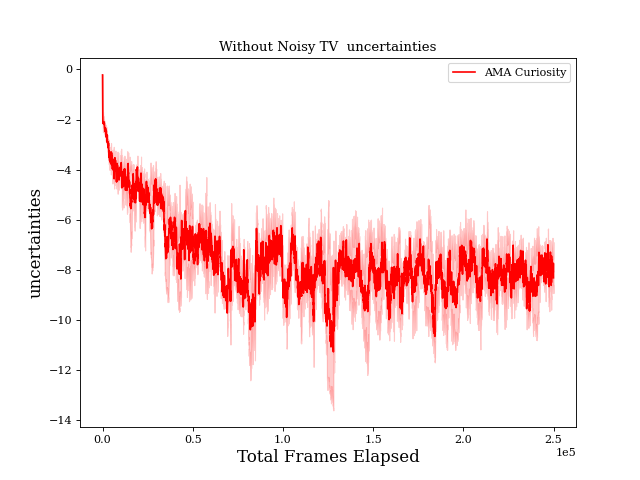 Without Noisy TV  uncertainties
AMA Curiosity
uncertainties
0
−2
−4
−6
−8
−10
−12
−14
0.0
0.5
1.0
1.5
2.0
2.5
1e5
Total Frames Elapsed